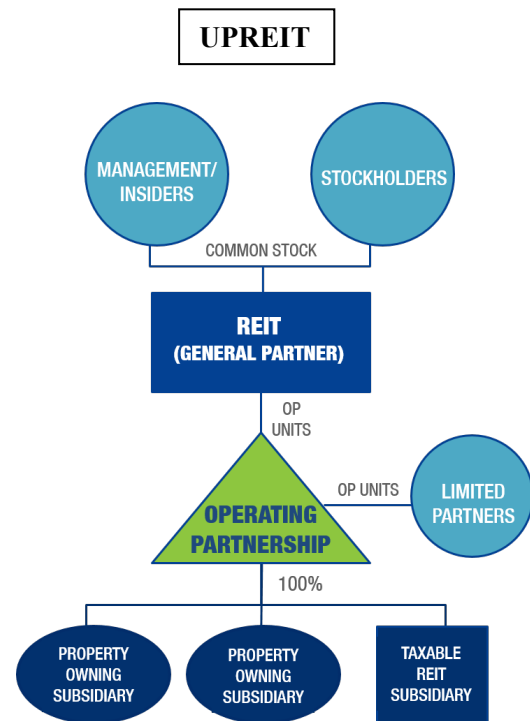 UPREIT
MANAGEMENT/
INSIDERS
STOCKHOLDERS
COMMON STOCK
REIT
(GENERAL PARTNER)
OP
UNITS
OP UNITS
LIMITED
PARTNERS
OPERATING
PARTNERSHIP
100%
PROPERTY
OWNING
SUBSIDIARY
PROPERTY
OWNING
SUBSIDIARY
TAXABLE
REIT
SUBSIDIARY